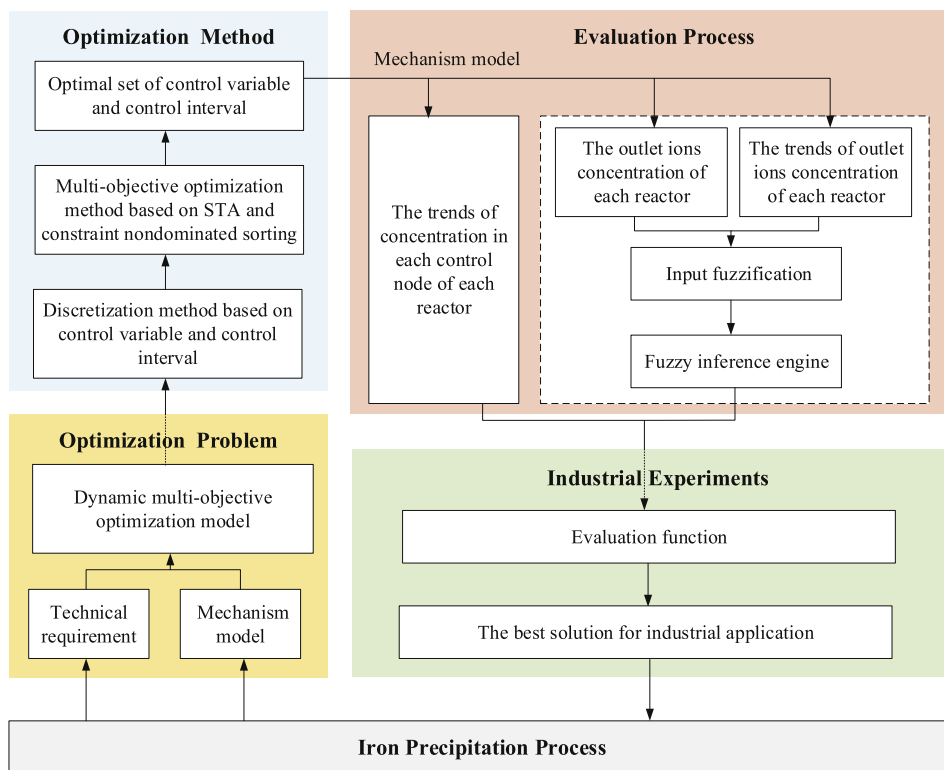 Optimization Method
Optimal set of control variable
and control interval
Multi-objective optimization
method based on STA and
constraint nondominated sorting
Discretization method based on
control variable and control
interval
Optimization Problem
Dynamic multi-objective
optimization model
Technical
requirement
Mechanism
model
Evaluation Process
Mechanism model
The trends of
concentration in
each control
node of each
reactor
The outlet ions
concentration of
each reactor
The trends of outlet
ions concentration
of each reactor
Input fuzzification
Fuzzy inference engine
Industrial Experiments
Evaluation function
The best solution for industrial application
Iron Precipitation Process